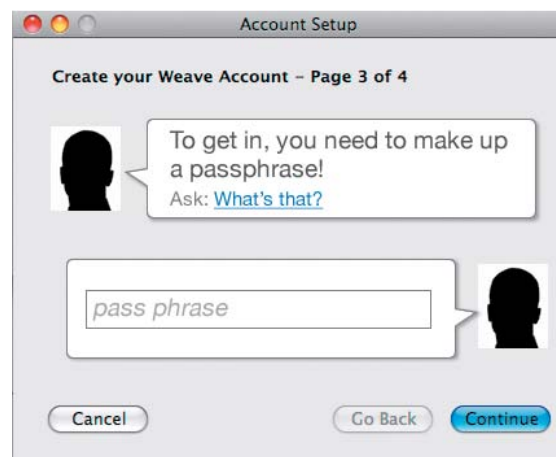 Account Setup
Create your Weave Account – Page 3 of 4
To get in, you need to make up
a passphrase!
Ask: What's that?
pass phrase
Cancel
Go Back
Continue